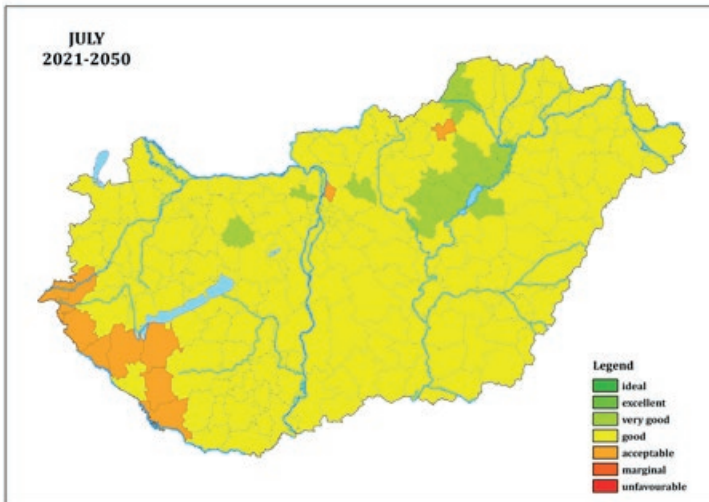 JULY
2021-2050
Legend
ideal
excellent
very good
good
acceptable
marginal
unfavourable